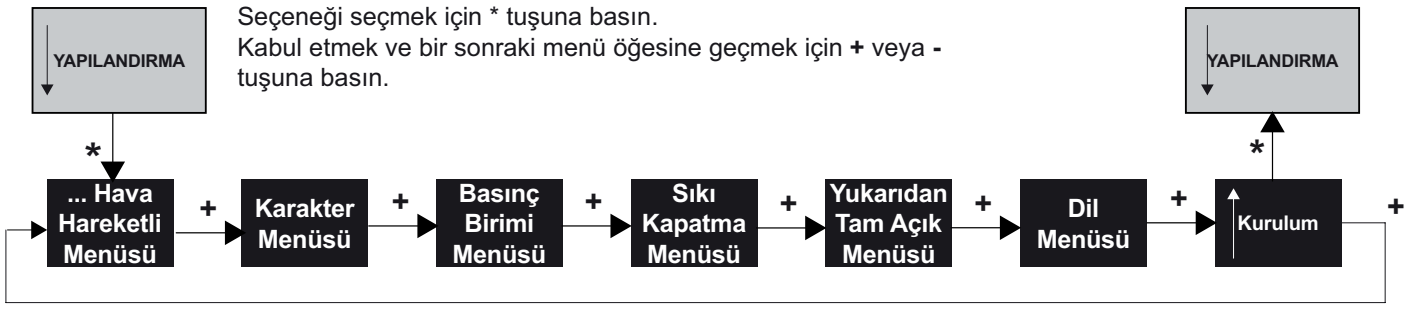 Seçeneği seçmek için * tuşuna basın.
Kabul etmek ve bir sonraki menü öğesine geçmek için + veya -
tuşuna basın.
YAPILANDIRMA
YAPILANDIRMA
*
*
... Hava
Hareketli
Menüsü
+
Karakter
Menüsü
+
Basınç
Birimi
Menüsü
+
Sıkı
Kapatma
Menüsü
+
Yukarıdan
Tam Açık
Menüsü
+
Dil
Menüsü
+
Kurulum
+